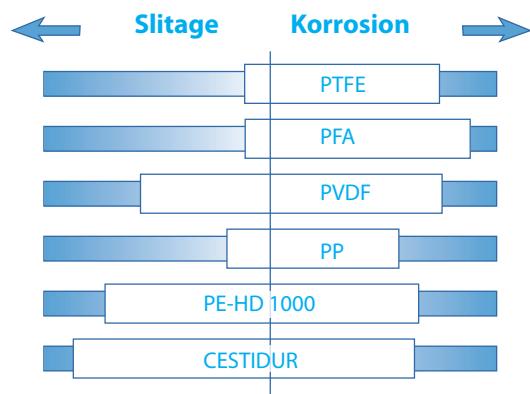 Slitage Korrosion
PTFE
PFA
PVDF
PP
PE-HD 1000
CESTIDUR